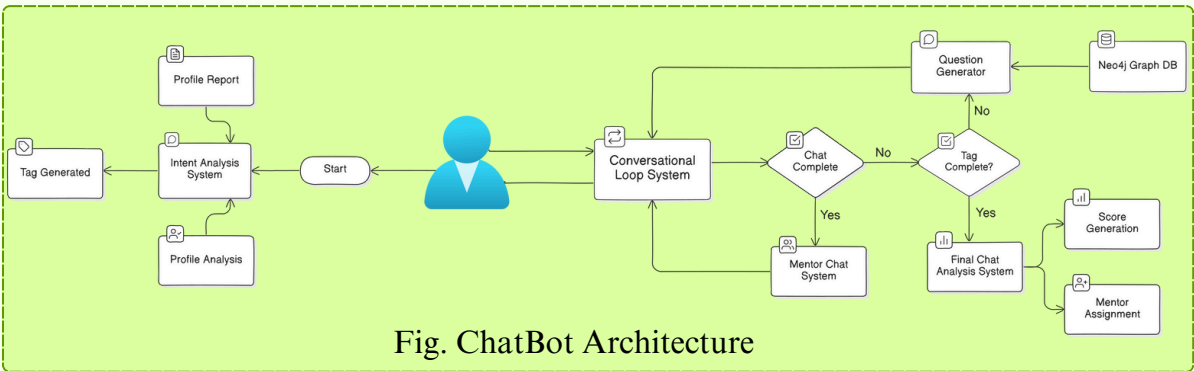 Profile Report
Tag Generated
Intent Analysis
System
Start
Profile Analysis
Conversational
Loop System
Chat
Complete
No
Yes
Mentor Chat
System
Tag
Complete?
No
Yes
Question
Generator
Neo4j Graph DB
Final Chat
Analysis System
Score
Generation
Mentor
Assignment
Fig. ChatBot Architecture